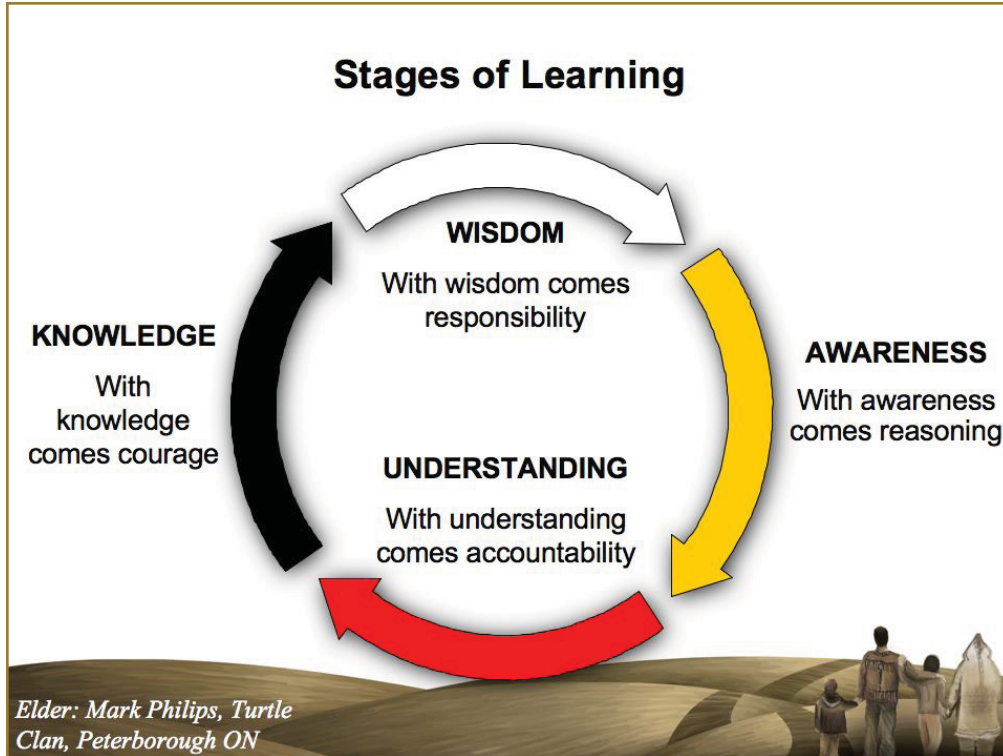 Stages of Learning
WISDOM
With wisdom comes
responsibility
KNOWLEDGE
With
knowledge
comes courage
AWARENESS
With awareness
comes reasoning
UNDERSTANDING
With understanding
comes accountability
Elder: Mark Philips, Turtle
Clan, Peterborough ON